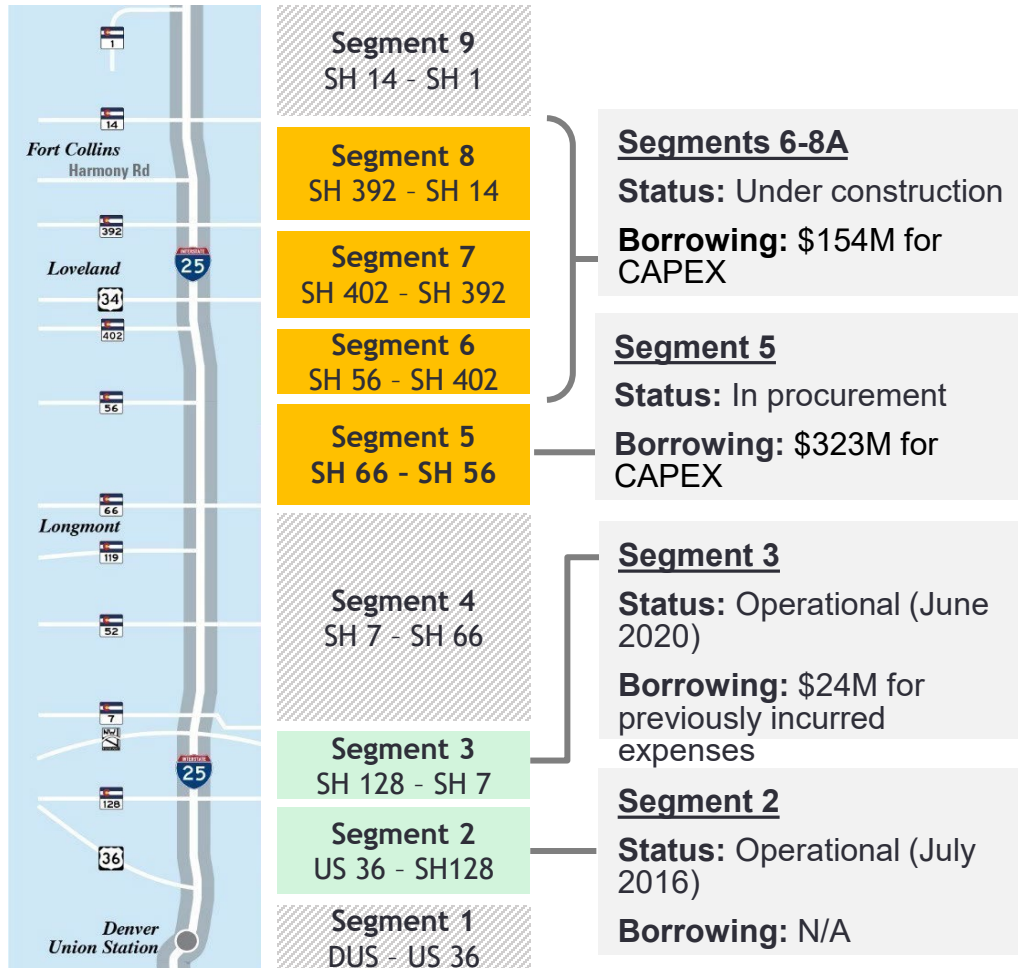 1
14
Fort Collins
Harmony Rd
392
INTERSTATE
25
Loveland
34
402
56
66
Longmont
119
52
7
INTERSTATE
25
128
36
Denver
Union Station
Segment 9
SH 14 - SH 1
Segment 8
SH 392 - SH 14
Segment 7
SH 402 - SH 392
Segment 6
SH 56 - SH 402
Segment 5
SH 66 - SH 56
Segment 4
SH 7 - SH 66
Segment 3
SH 128 - SH 7
Segment 2
US 36 - SH128
Segment 1
DUS - US 36
Segments 6-8A
Status: Under construction
Borrowing: $154M for
CAPEX
Segment 5
Status: In procurement
Borrowing: $323M for
CAPEX
Segment 3
Status: Operational (June
2020)
Borrowing: $24M for
previously incurred
expenses
Segment 2
Status: Operational (July
2016)
Borrowing: N/A